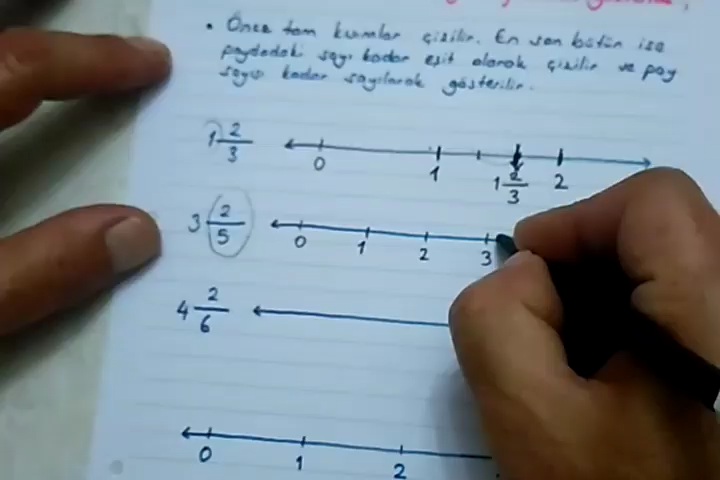 • Önce tam kısımlar çizilir. En son bütün ise
paydadaki sayı kadar eşit olarak çizilir ve pay
sayısı kadar sayılarak gösterilir.
1 2/3
0 1 1 2/3 2
3 2/5
0 1 2 3
4 2/6
0 1 2